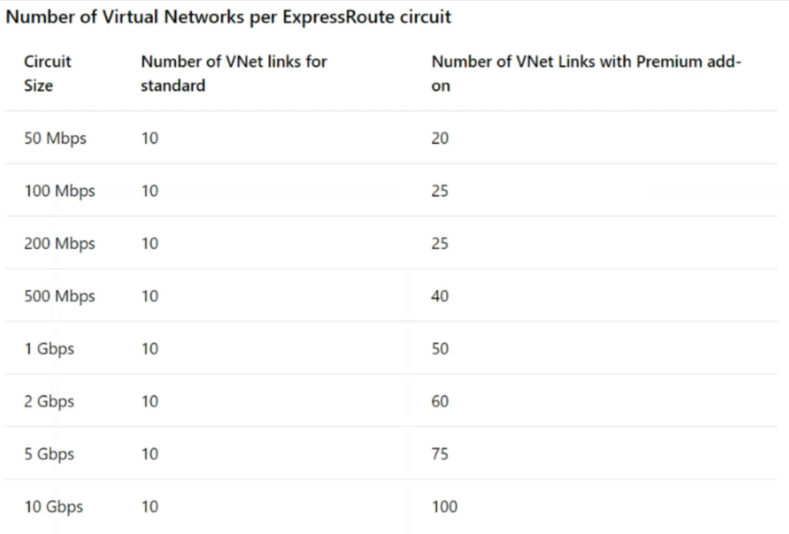 Number of Virtual Networks per ExpressRoute circuit
Circuit Size Number of VNet links for standard Number of VNet Links with Premium add-on
50 Mbps 10 20
100 Mbps 10 25
200 Mbps 10 25
500 Mbps 10 40
1 Gbps 10 50
2 Gbps 10 60
5 Gbps 10 75
10 Gbps 10 100